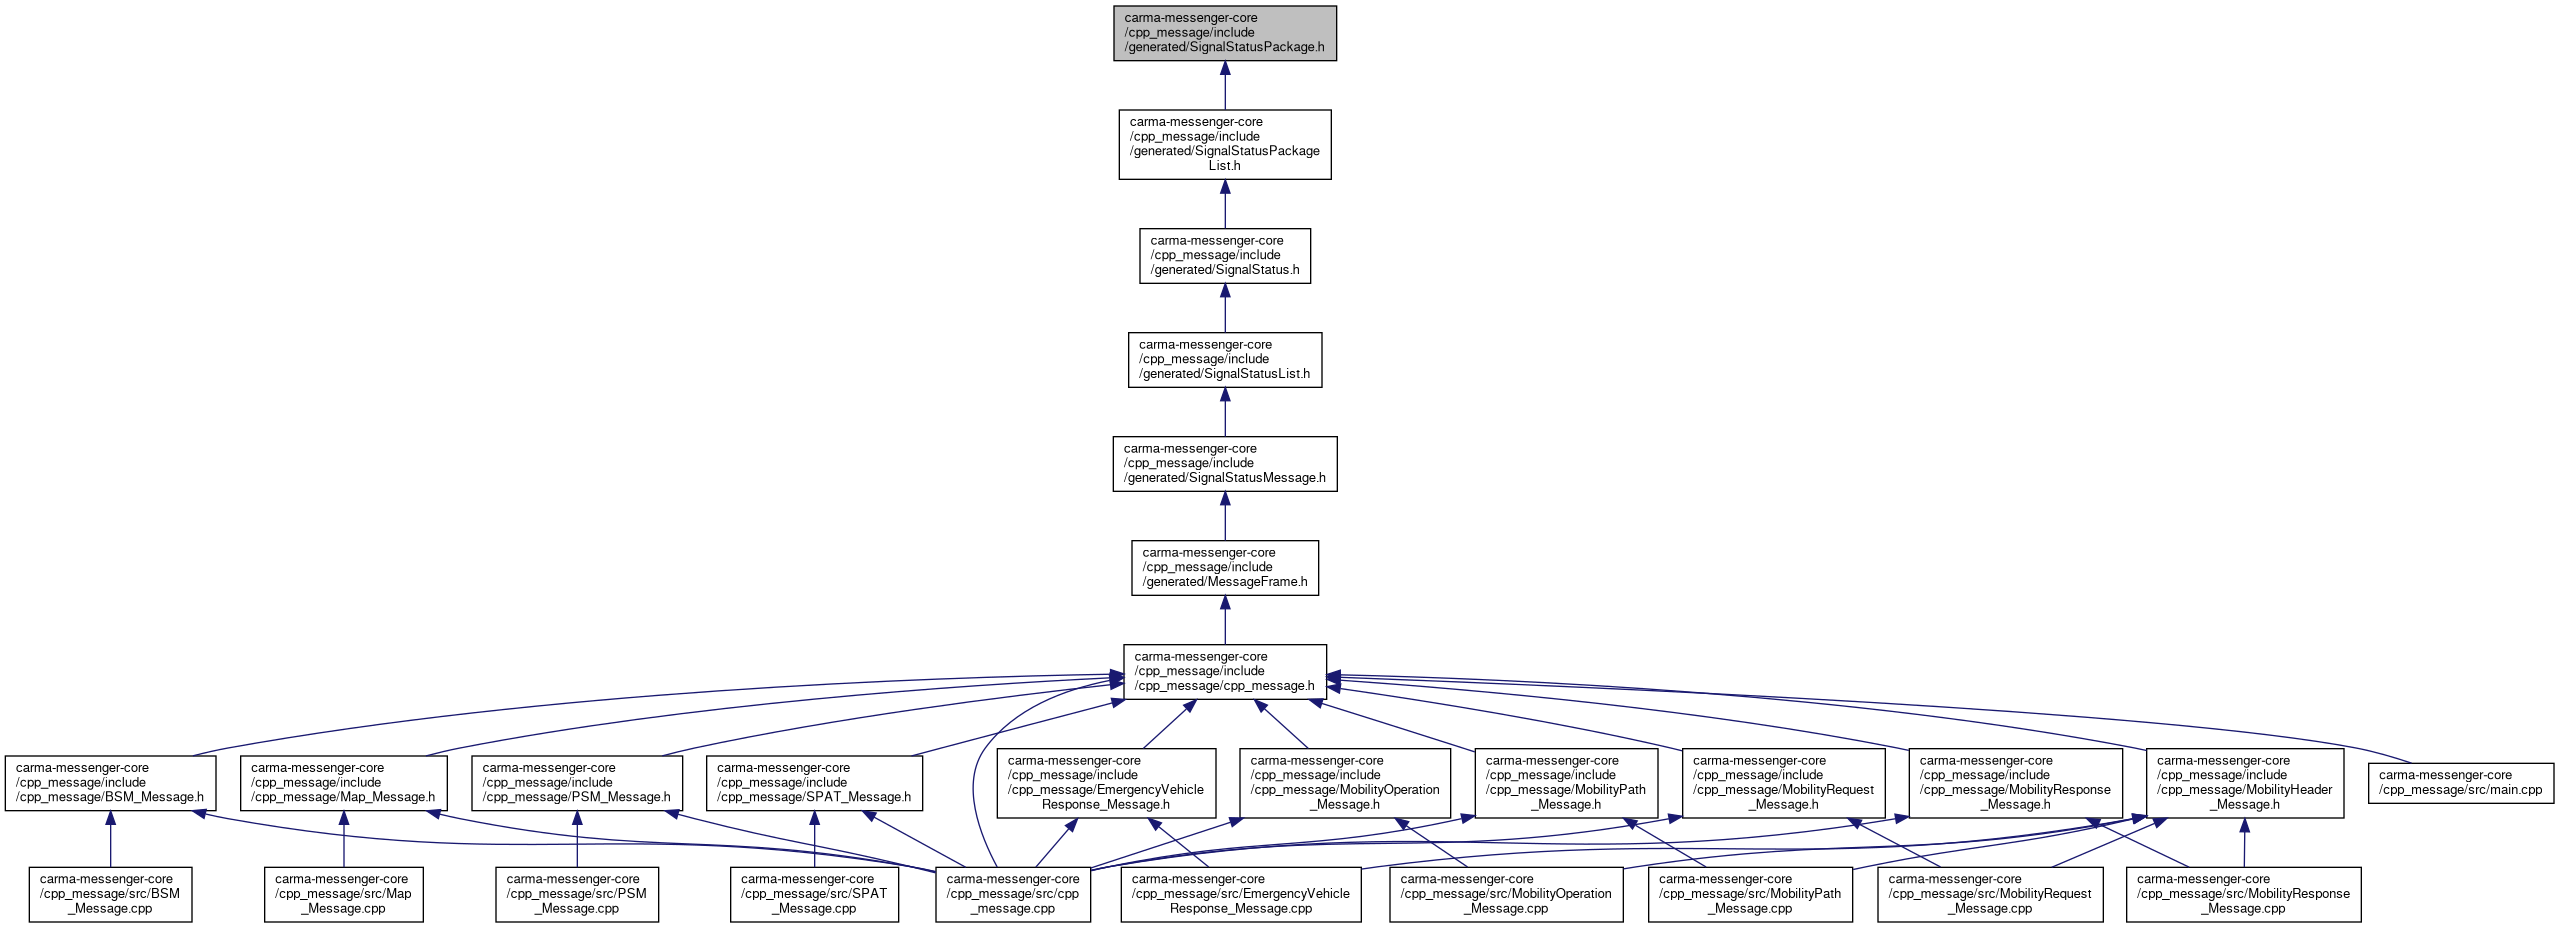 carma-messenger-core
/cpp_message/include
/generated/SignalStatusPackage.h
carma-messenger-core
/cpp_message/include
/generated/SignalStatusPackage
List.h
carma-messenger-core
/cpp_message/include
/generated/SignalStatus.h
carma-messenger-core
/cpp_message/include
/generated/SignalStatusList.h
carma-messenger-core
/cpp_message/include
/generated/SignalStatusMessage.h
carma-messenger-core
/cpp_message/include
/generated/MessageFrame.h
carma-messenger-core
/cpp_message/include
/cpp_message/cpp_message.h
carma-messenger-core
/cpp_message/include
/cpp_message/BSM_Message.h
carma-messenger-core
/cpp_message/include
/cpp_message/Map_Message.h
carma-messenger-core
/cpp_message/include
/cpp_message/PSM_Message.h
carma-messenger-core
/cpp_message/include
/cpp_message/SPAT_Message.h
carma-messenger-core
/cpp_message/include
/cpp_message/EmergencyVehicle
Response_Message.h
carma-messenger-core
/cpp_message/include
/cpp_message/MobilityOperation
_Message.h
carma-messenger-core
/cpp_message/include
/cpp_message/MobilityPath
_Message.h
carma-messenger-core
/cpp_message/include
/cpp_message/MobilityRequest
_Message.h
carma-messenger-core
/cpp_message/include
/cpp_message/MobilityResponse
_Message.h
carma-messenger-core
/cpp_message/include
/cpp_message/MobilityHeader
_Message.h
carma-messenger-core
/cpp_message/src/main.cpp
carma-messenger-core
/cpp_message/src/BSM
_Message.cpp
carma-messenger-core
/cpp_message/src/Map
_Message.cpp
carma-messenger-core
/cpp_message/src/PSM
_Message.cpp
carma-messenger-core
/cpp_message/src/SPAT
_Message.cpp
carma-messenger-core
/cpp_message/src/cpp
_message.cpp
carma-messenger-core
/cpp_message/src/EmergencyVehicle
Response_Message.cpp
carma-messenger-core
/cpp_message/src/MobilityOperation
_Message.cpp
carma-messenger-core
/cpp_message/src/MobilityPath
_Message.cpp
carma-messenger-core
/cpp_message/src/MobilityRequest
_Message.cpp
carma-messenger-core
/cpp_message/src/MobilityResponse
_Message.cpp